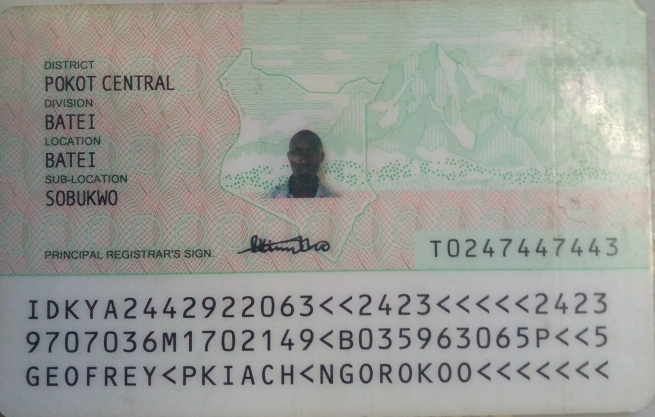 DISTRICT
POKOT CENTRAL
DIVISION
BATEI
LOCATION
BATEI
SUB-LOCATION
SOBUKWO
PRINCIPAL REGISTRAR'S SIGN.
T0247447443
IDKYA2442922063<<2423<<<<<2423
9707036M1702149<B035963065P<<5
GEOFREY<PKIACH<NGOROKOO<<<<<<<